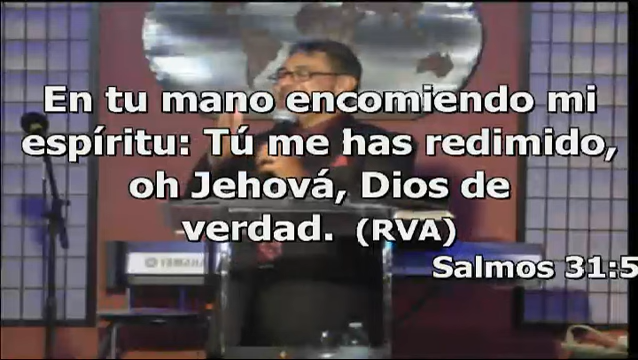 En tu mano encomiendo mi
espíritu: Tú me has redimido,
oh Jehová, Dios de
verdad. (RVA)
Salmos 31:5
YAMAHA